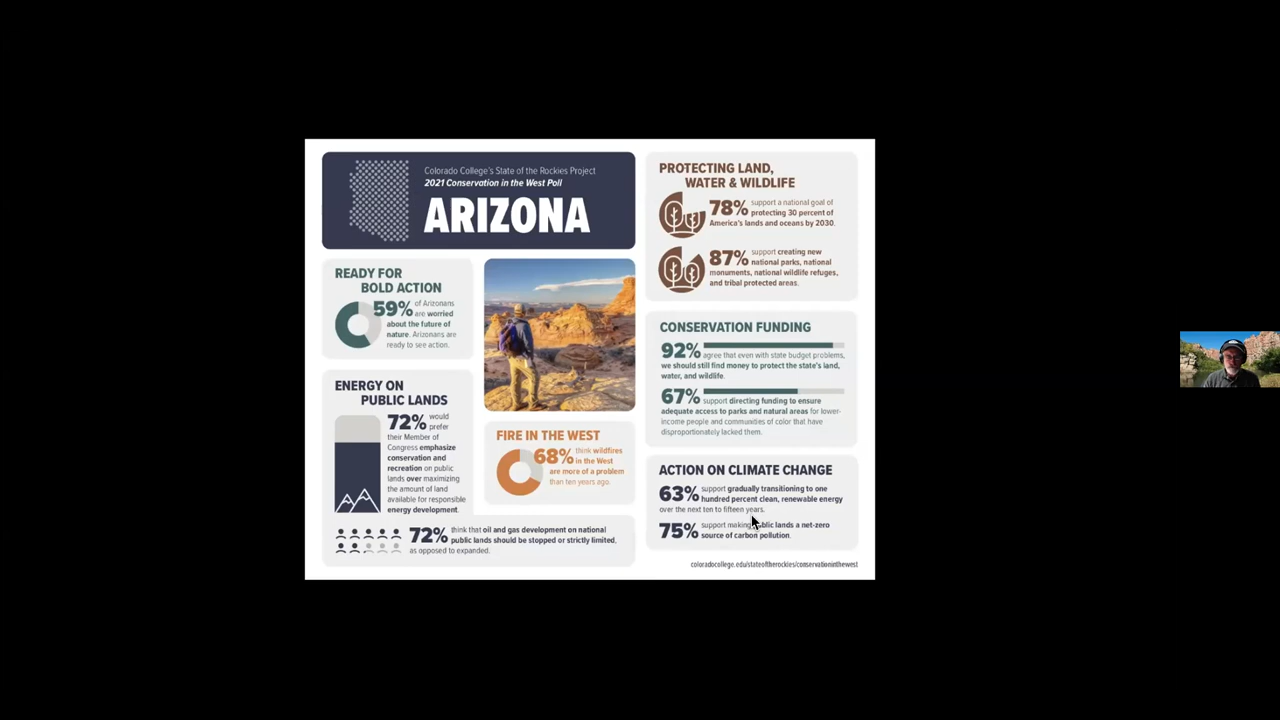 Colorado College's State of the Rockies Project
2021 Conservation in the West Poll
ARIZONA
READY FOR
BOLD ACTION
59% of Arizonans
are worried
about the future of
nature. Arizonans are
ready to see action.
ENERGY ON
PUBLIC LANDS
72% would
prefer
their Member of
Congress emphasize
conservation and
recreation on public
lands over maximizing
the amount of land
available for responsible
energy development.
FIRE IN THE WEST
68% think wildfires
in the West
are more of a problem
than ten years ago.
72% think that oil and gas development on national
public lands should be stopped or strictly limited,
as opposed to expanded.
PROTECTING LAND,
WATER & WILDLIFE
78% support a national goal of
protecting 30 percent of
America's lands and oceans by 2030.
87% support creating new
national parks, national
monuments, national wildlife refuges,
and tribal protected areas.
CONSERVATION FUNDING
92% agree that even with state budget problems,
we should still find money to protect the state's land,
water, and wildlife.
67% support directing funding to ensure
adequate access to parks and natural areas for lower-
income people and communities of color that have
disproportionately lacked them.
ACTION ON CLIMATE CHANGE
63% support gradually transitioning to one
hundred percent clean, renewable energy
over the next ten to fifteen years.
75% support making public lands a net-zero
source of carbon pollution.
coloradocollege.edu/stateoftherockies/conservationinthewest